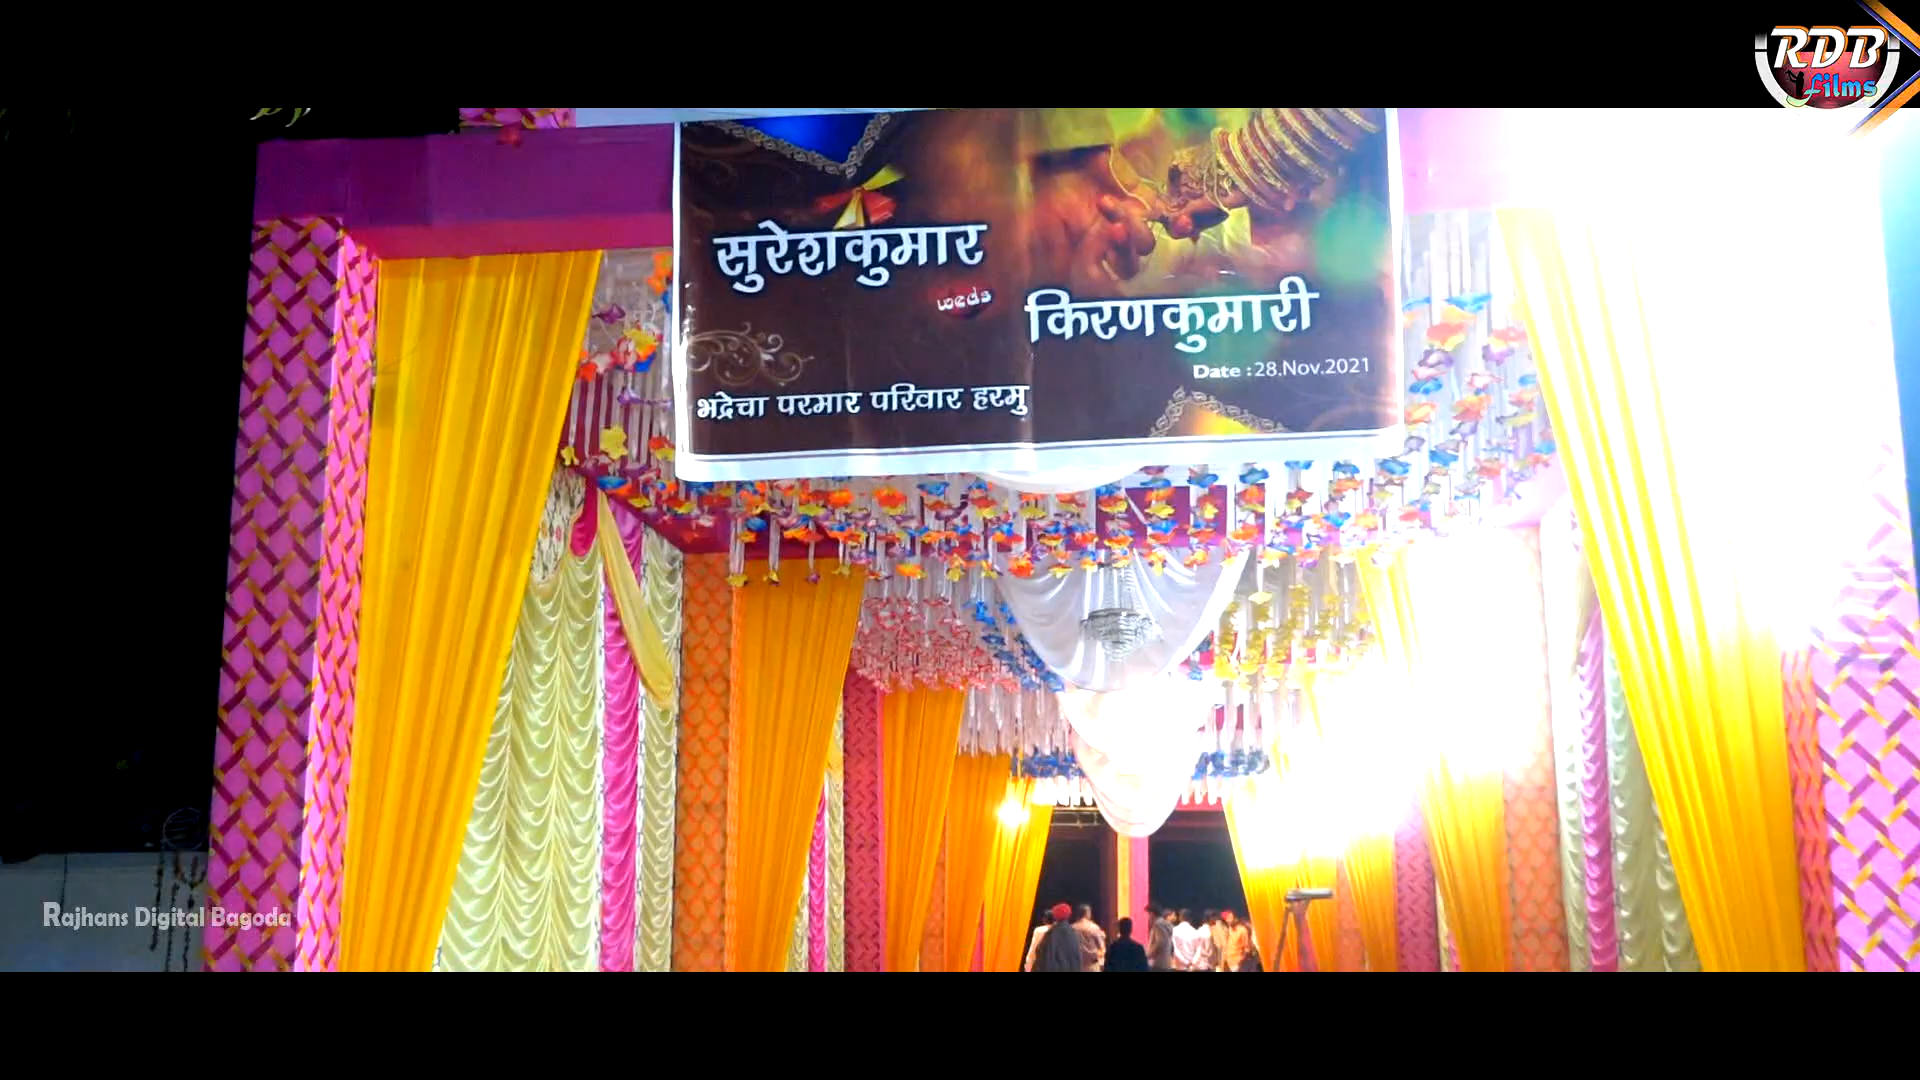 RDB
films
सुरेशकुमार
weds
किरणकुमारी
Date : 28.Nov.2021
भद्रेचा परमार परिवार हरमु
Rajhans Digital Bagoda